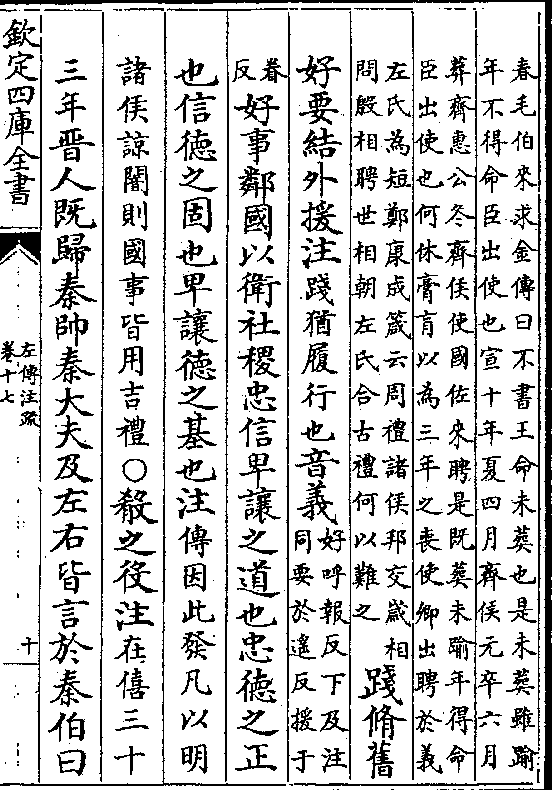 春毛伯來求金傳曰不書王命未葬也是未葬雖踰
年不得命臣出使也宣十年夏四月齊侯元卒六月
葬齊惠公冬齊侯使國佐來聘是既葬未踰年得命
臣出使也何休膏肓以為三年之喪使卿出聘於義
左氏為短鄭康成箴云周禮諸侯邦交歲相
問殷相聘世相朝左氏合古禮何以難之
踐脩舊
好要結外援注踐猶履行也音義
好呼報反下及注
同要於遙反援于
眷
反
好事鄰國以衛社稷忠信卑讓之道也忠德之正
也信德之固也卑讓德之基也注傳因此發凡以明
諸侯諒闇則國事皆用吉禮○殽之役注在僖三十
三年晉人既歸秦帥秦大夫及左右皆言於秦伯曰
欽定四庫全書
左傳注疏
卷十七
十